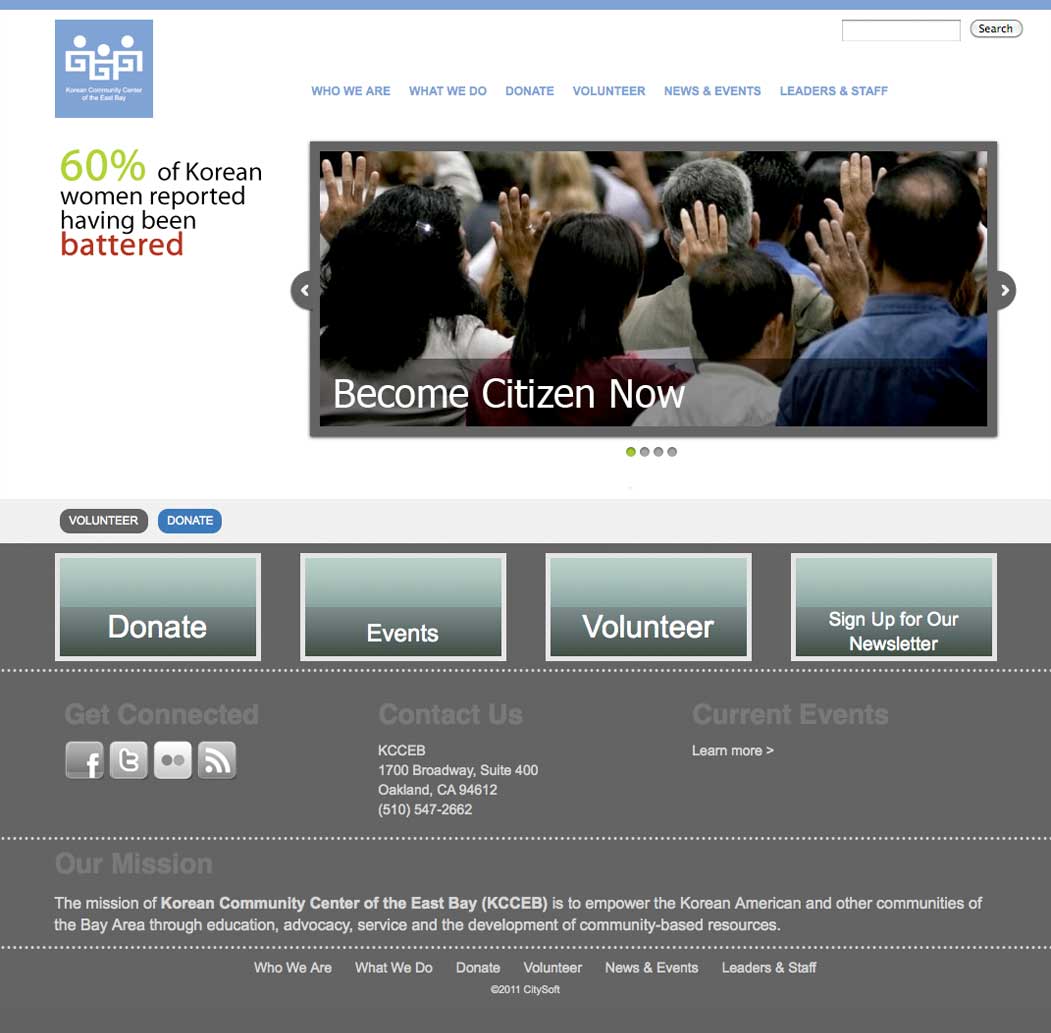 Korean Community Center
of the East Bay
Search
WHO WE ARE WHAT WE DO DONATE VOLUNTEER NEWS & EVENTS LEADERS & STAFF
60% of Korean
women reported
having been
battered
Become Citizen Now
VOLUNTEER DONATE
Donate
Events
Volunteer
Sign Up for Our
Newsletter
Get Connected
Contact Us
KCCEB
1700 Broadway, Suite 400
Oakland, CA 94612
(510) 547-2662
Current Events
Learn more >
Our Mission
The mission of Korean Community Center of the East Bay (KCCEB) is to empower the Korean American and other communities of
the Bay Area through education, advocacy, service and the development of community-based resources.
Who We Are What We Do Donate Volunteer News & Events Leaders & Staff
©2011 CitySoft